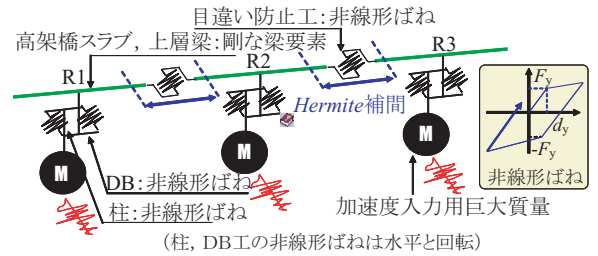 目違い防止工:非線形ばね
高架橋スラブ, 上層梁:剛な梁要素
R1
R2
R3
Hermite補間
M
M
M
DB:非線形ばね
柱:非線形ばね
加速度入力用巨大質量
(柱, DB工の非線形ばねは水平と回転)
Fy
dy
-Fy
非線形ばね